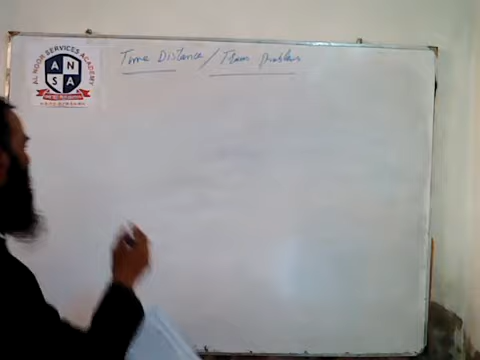 AL NOOR SERVICES ACADEMY
A N
S A
Time Distance / Train problems